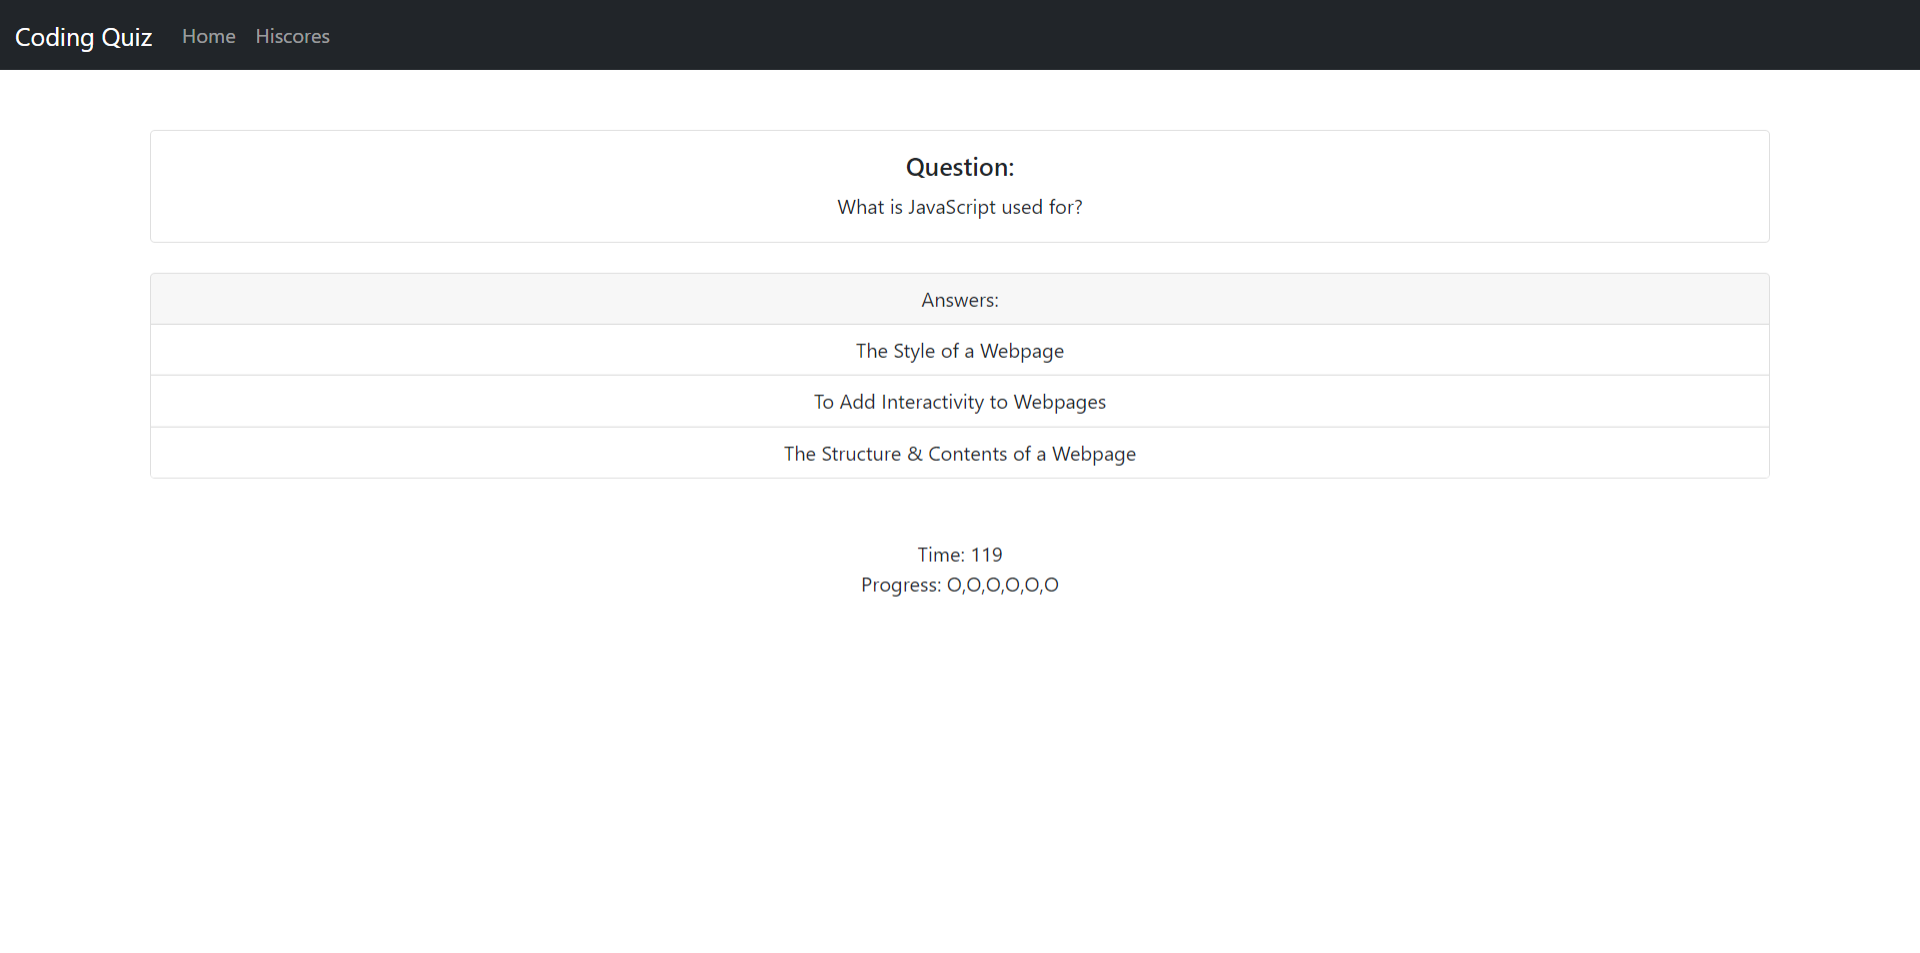 Coding Quiz Home Hiscores
Question:
What is JavaScript used for?
Answers:
The Style of a Webpage
To Add Interactivity to Webpages
The Structure & Contents of a Webpage
Time: 119
Progress: O,O,O,O,O,O